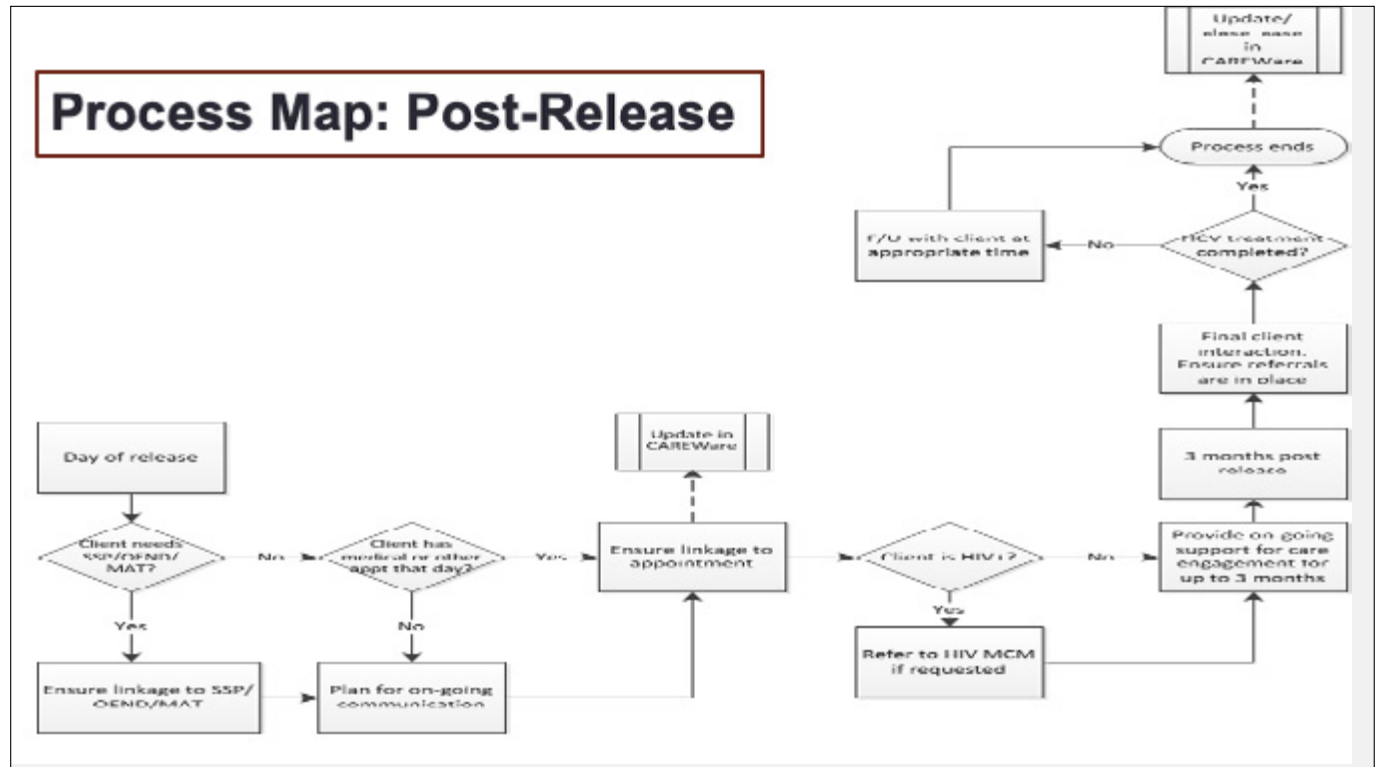 Process Map: Post-Release
Update/
close case
in
CAREWare
Process ends
Yes
HCV treatment
completed?
No
F/U with client at
appropriate time
Final client
interaction.
Ensure referrals
are in place
3 months post
release
Provide on-going
support for care
engagement for
up to 3 months
Day of release
Client needs
SSP/OEND/
MAT?
No
Client has
medical or other
appt that day?
Yes
Ensure linkage to
appointment
Update in
CAREWare
Client is HIV+?
No
Yes
Refer to HIV MCM
if requested
Yes
Ensure linkage to SSP/
OEND/MAT
No
Plan for on-going
communication